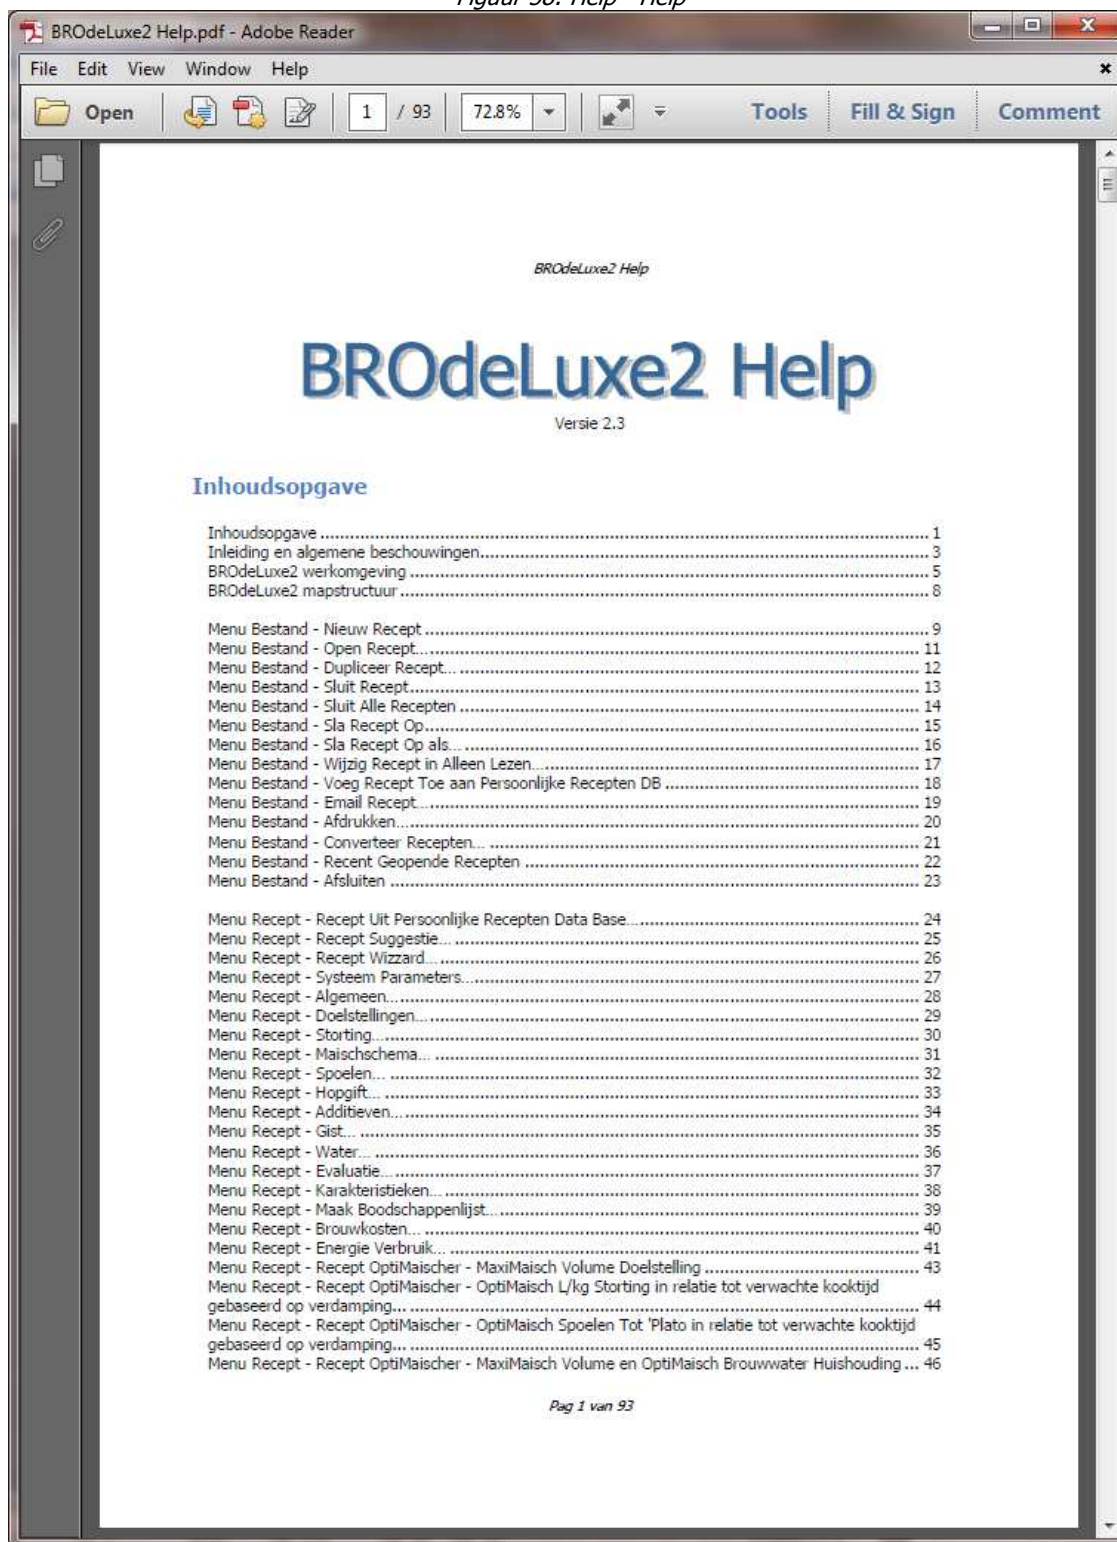 BROdeLuxe2 Help.pdf - Adobe Reader
File Edit View Window Help
Open 1 / 93 72.8% Tools Fill & Sign Comment
BROdeLuxe2 Help
BROdeLuxe2 Help
Versie 2.3
Inhoudsopgave
Inhoudsopgave ........ 1
Inleiding en algemene beschouwingen ........ 3
BROdeLuxe2 werkomgeving ........ 5
BROdeLuxe2 mapstructuur ........ 8
Menu Bestand - Nieuw Recept ........ 9
Menu Bestand - Open Recept... ........ 11
Menu Bestand - Dupliceer Recept... ........ 12
Menu Bestand - Sluit Recept ........ 13
Menu Bestand - Sluit Alle Recepten ........ 14
Menu Bestand - Sla Recept Op ........ 15
Menu Bestand - Sla Recept Op als... ........ 16
Menu Bestand - Wijzig Recept in Alleen Lezen... ........ 17
Menu Bestand - Voeg Recept Toe aan Persoonlijke Recepten DB ........ 18
Menu Bestand - Email Recept... ........ 19
Menu Bestand - Afdrukken... ........ 20
Menu Bestand - Converteer Recepten... ........ 21
Menu Bestand - Recent Geopende Recepten ........ 22
Menu Bestand - Afsluiten ........ 23
Menu Recept - Recept Uit Persoonlijke Recepten Data Base... ........ 24
Menu Recept - Recept Suggestie... ........ 25
Menu Recept - Recept Wizzard... ........ 26
Menu Recept - Systeem Parameters... ........ 27
Menu Recept - Algemeen... ........ 28
Menu Recept - Doelstellingen... ........ 29
Menu Recept - Storting... ........ 30
Menu Recept - Maischschema... ........ 31
Menu Recept - Spoelen... ........ 32
Menu Recept - Hopgift... ........ 33
Menu Recept - Additieven... ........ 34
Menu Recept - Gist... ........ 35
Menu Recept - Water... ........ 36
Menu Recept - Evaluatie... ........ 37
Menu Recept - Karakteristieken... ........ 38
Menu Recept - Maak Boodschappenlijst... ........ 39
Menu Recept - Brouwkosten... ........ 40
Menu Recept - Energie Verbruik... ........ 41
Menu Recept - Recept OptiMaischer - MaxiMaisch Volume Doelstelling ........ 43
Menu Recept - Recept OptiMaischer - OptiMaisch L/kg Storting in relatie tot verwachte kooktijd
gebaseerd op verdamping... ........ 44
Menu Recept - Recept OptiMaischer - OptiMaisch Spoelen Tot 'Plato in relatie tot verwachte kooktijd
gebaseerd op verdamping... ........ 45
Menu Recept - Recept OptiMaischer - MaxiMaisch Volume en OptiMaisch Brouwwater Huishouding ... 46
Pag 1 van 93